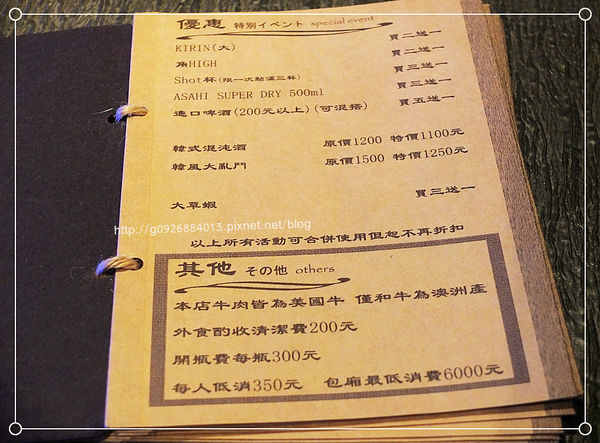 優惠 特別イベント special event
KIRIN(大) 買二送一
角HIGH 買二送一
Shot杯(限一次點滿三杯) 買三送一
ASAHI SUPER DRY 500ml 買三送一
進口啤酒(200元以上)(可混搭) 買五送一
韓式混沌酒 原價1200 特價1100元
韓風大亂鬥 原價1500 特價1250元
大草蝦 買三送一
http://g0926884013.pixnet.net/blog
以上所有活動可合併使用但恕不再折扣
其他 その他 others
本店牛肉皆為美國牛 僅和牛為澳洲產
外食酌收清潔費200元
開瓶費每瓶300元
每人低消350元 包廂最低消費6000元